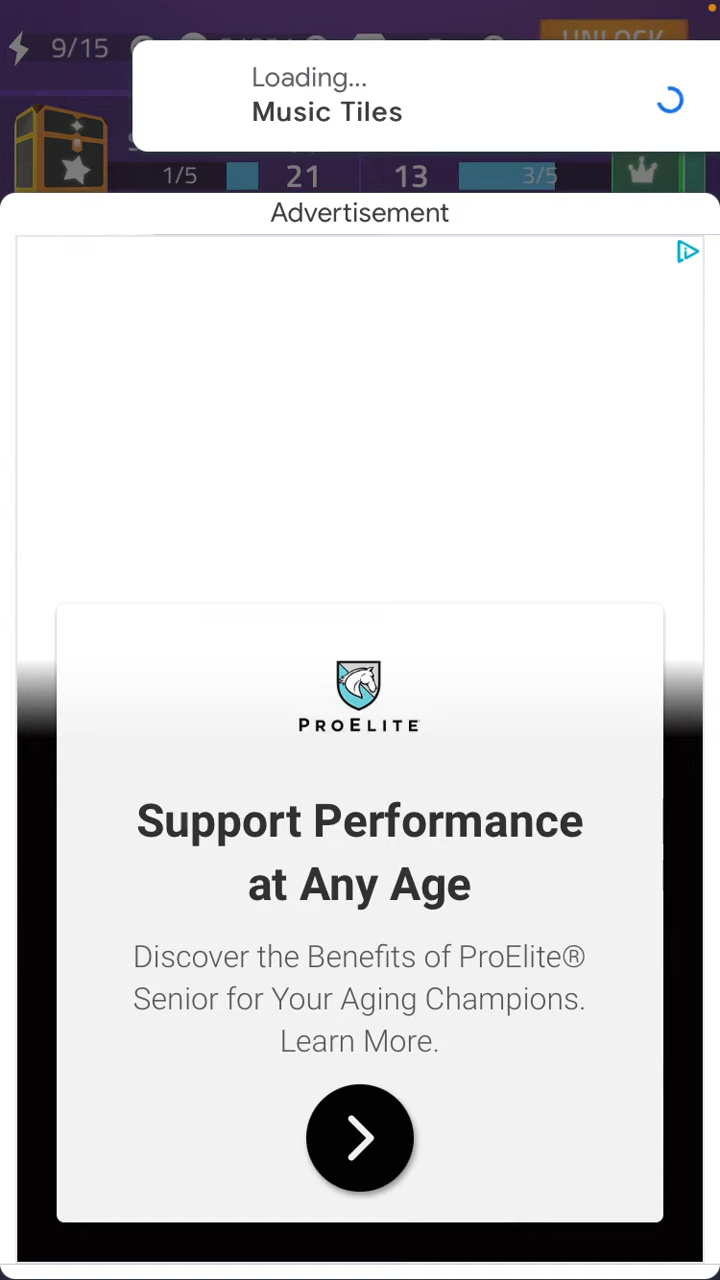 9/15
UNLOCK
Loading...
Music Tiles
1/5
21
13
3/5
Advertisement
PROELITE
Support Performance
at Any Age
Discover the Benefits of ProElite®
Senior for Your Aging Champions.
Learn More.